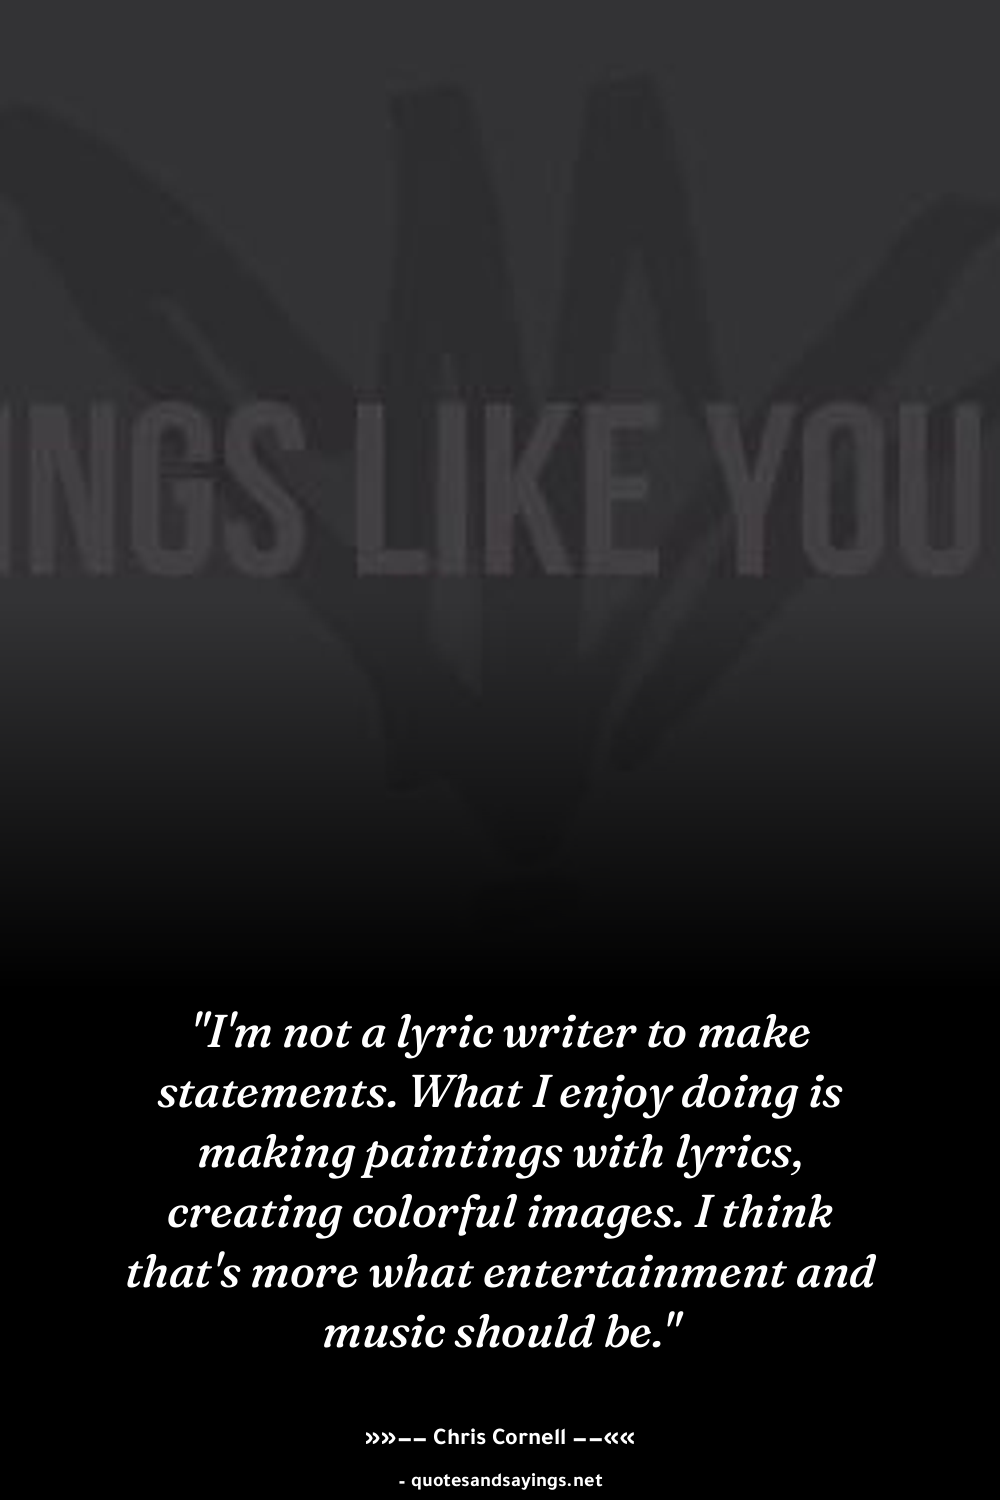 INGS LIKE YOU
"I'm not a lyric writer to make
statements. What I enjoy doing is
making paintings with lyrics,
creating colorful images. I think
that's more what entertainment and
music should be."
»»−− Chris Cornell −−««
- quotesandsayings.net